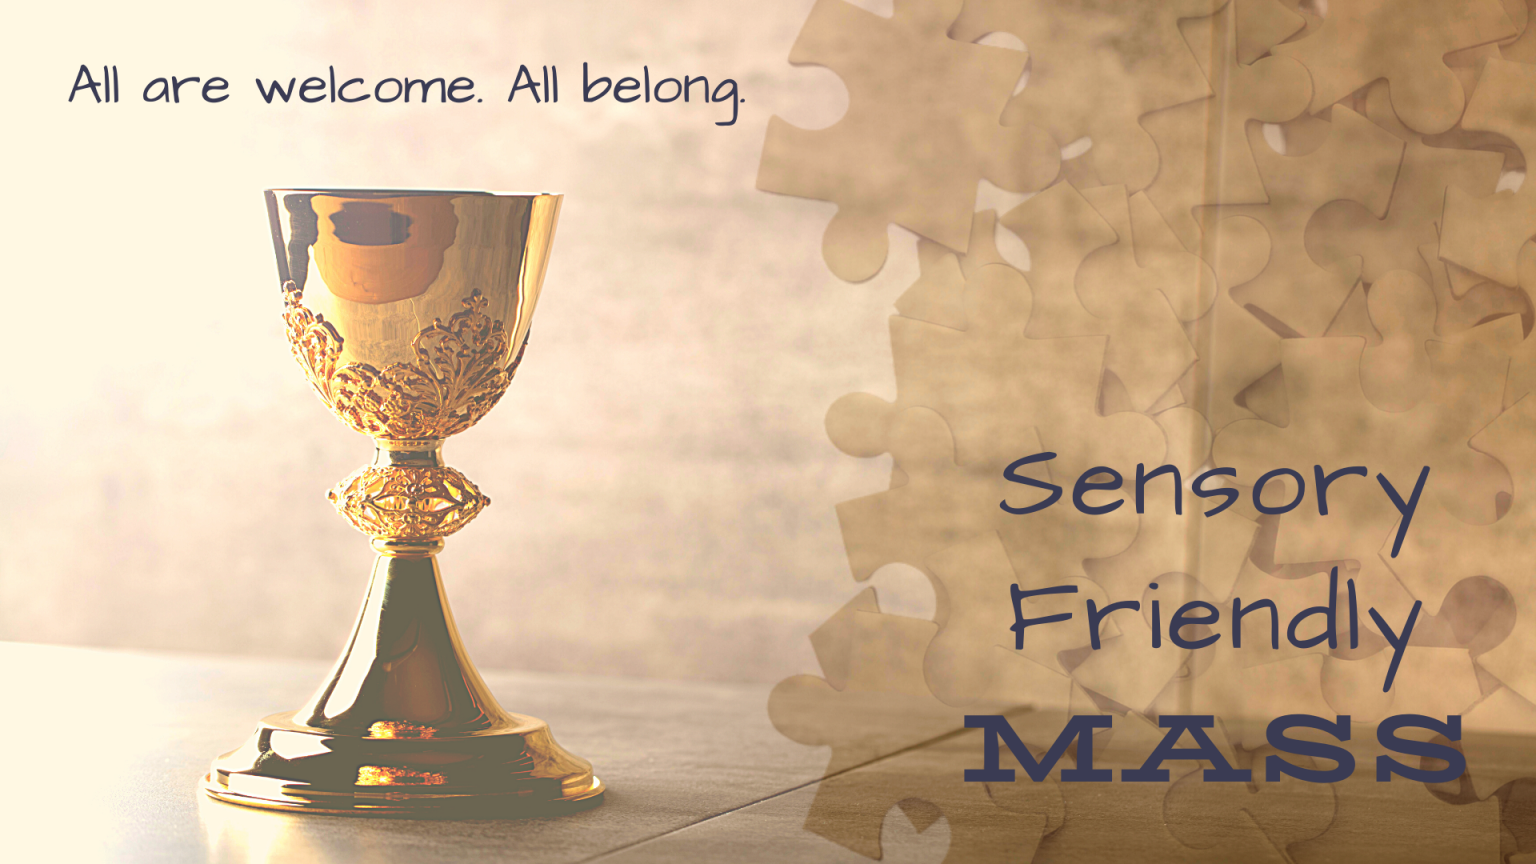 All are welcome. All belong.
Sensory
Friendly
MASS